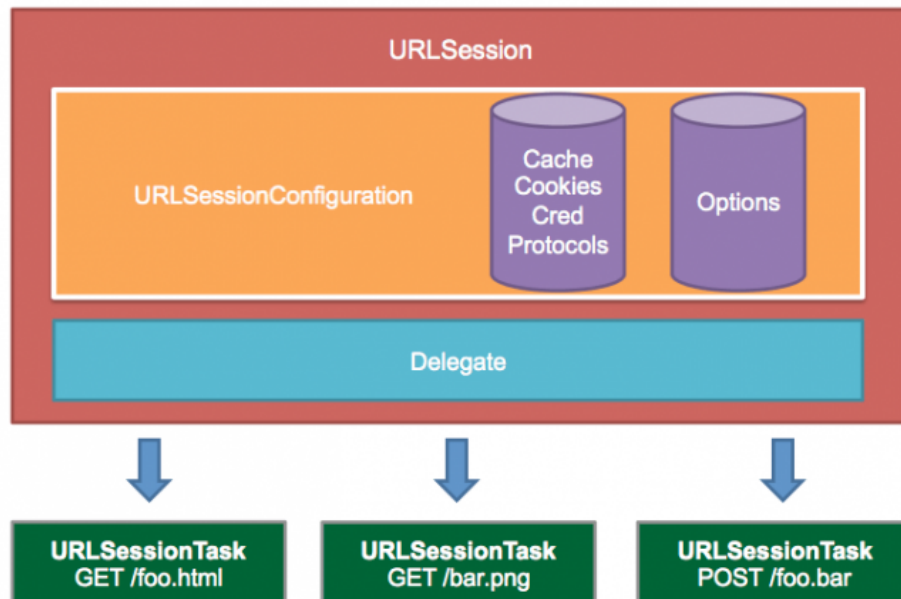 URLSession
URLSessionConfiguration
Cache
Cookies
Cred
Protocols
Options
Delegate
URLSessionTask
GET /foo.html
URLSessionTask
GET /bar.png
URLSessionTask
POST /foo.bar